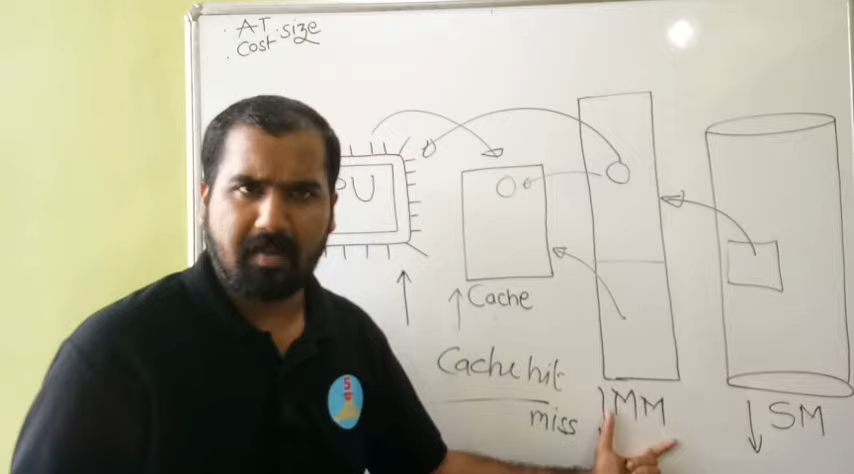 . AT . size
. Cost
PU
Cache
Cache hit
miss
MM
SM